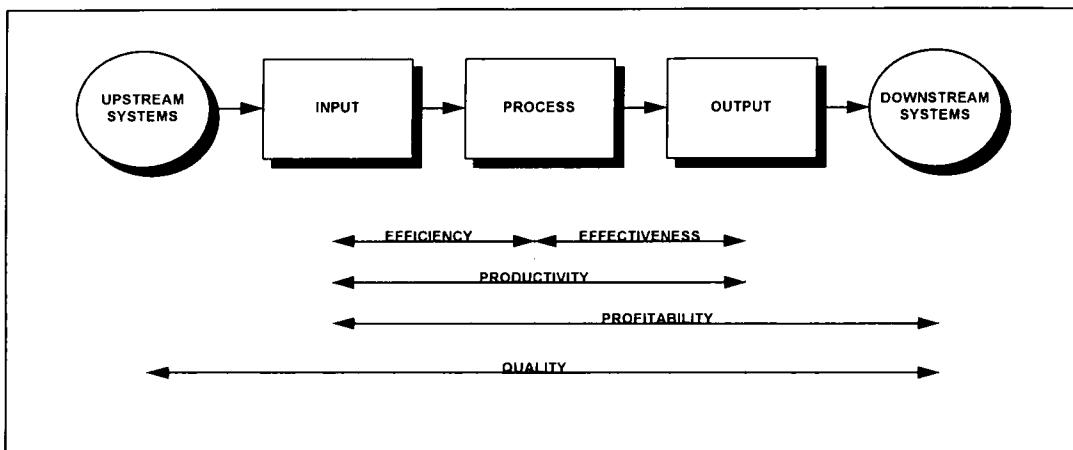 UPSTREAM
SYSTEMS
INPUT
PROCESS
OUTPUT
DOWNSTREAM
SYSTEMS
EFFICIENCY
EFFECTIVENESS
PRODUCTIVITY
PROFITABILITY
QUALITY